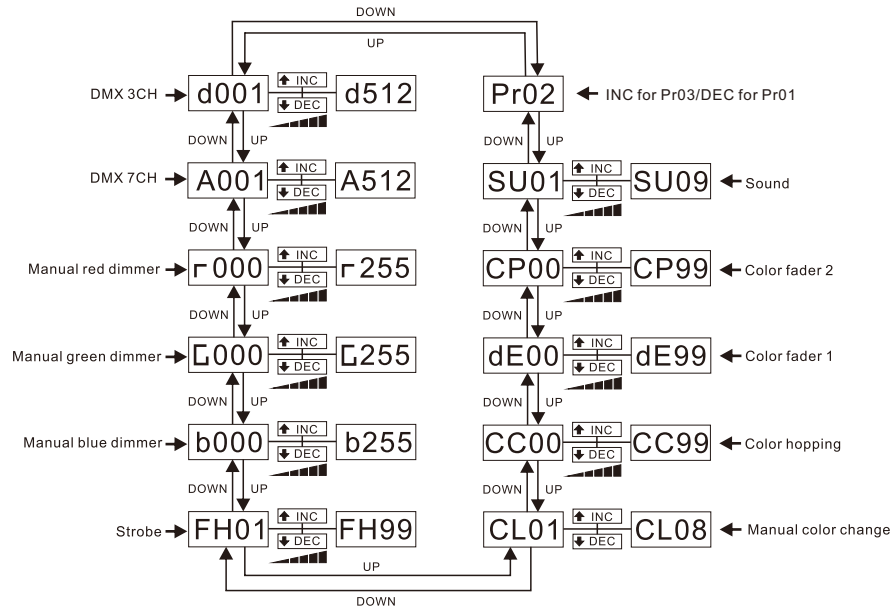 DOWN
UP
DMX 3CH
d001
INC
DEC
d512
Pr02
INC for Pr03/DEC for Pr01
DOWN
UP
DOWN
UP
DMX 7CH
A001
INC
DEC
A512
SU01
INC
DEC
SU09
Sound
DOWN
UP
DOWN
UP
Manual red dimmer
r000
INC
DEC
r255
CP00
INC
DEC
CP99
Color fader 2
DOWN
UP
DOWN
UP
Manual green dimmer
G000
INC
DEC
G255
dE00
INC
DEC
dE99
Color fader 1
DOWN
UP
DOWN
UP
Manual blue dimmer
b000
INC
DEC
b255
CC00
INC
DEC
CC99
Color hopping
DOWN
UP
DOWN
UP
Strobe
FH01
INC
DEC
FH99
CL01
INC
DEC
CL08
Manual color change
UP
DOWN